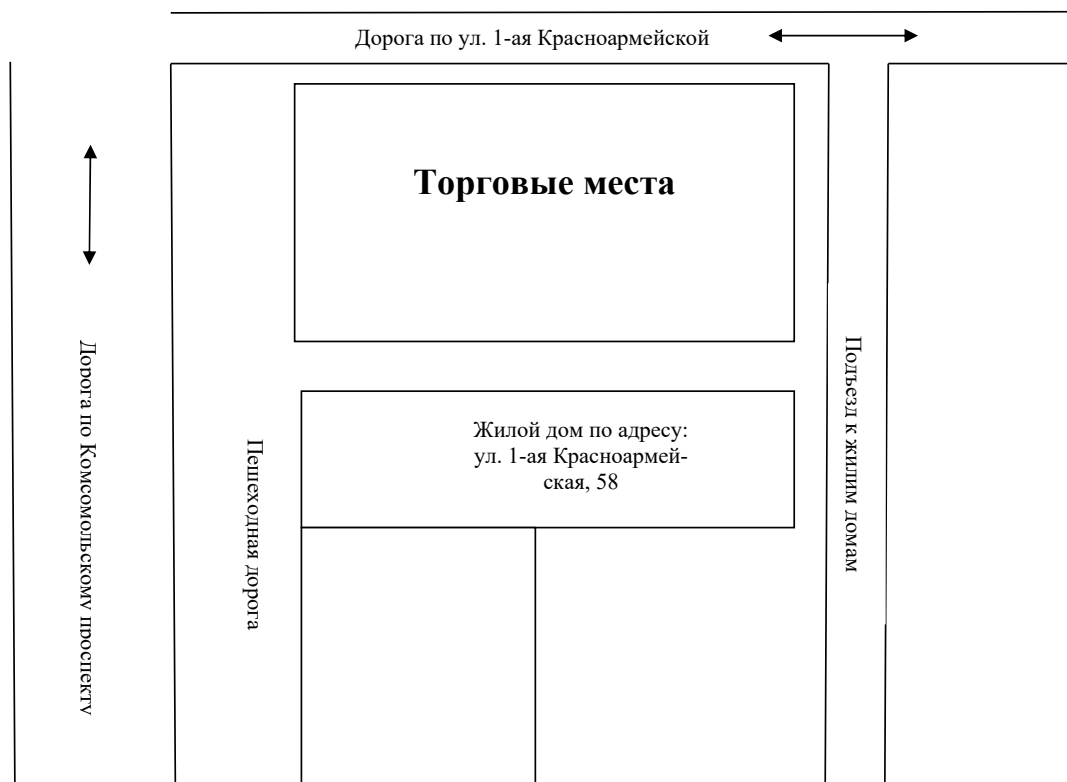 Дорога по ул. 1-ая Красноармейской
Торговые места
Дорога по Комсомольскому проспекту
Пешеходная дорога
Жилой дом по адресу:
ул. 1-ая Красноармей-
ская, 58
Подъезд к жилим домам